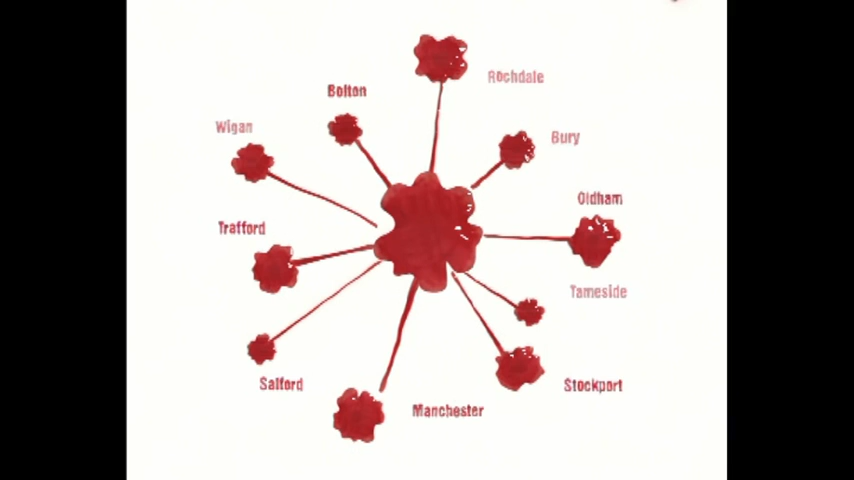 Rochdale
Bolton
Wigan
Bury
Oldham
Trafford
Tameside
Salford
Stockport
Manchester